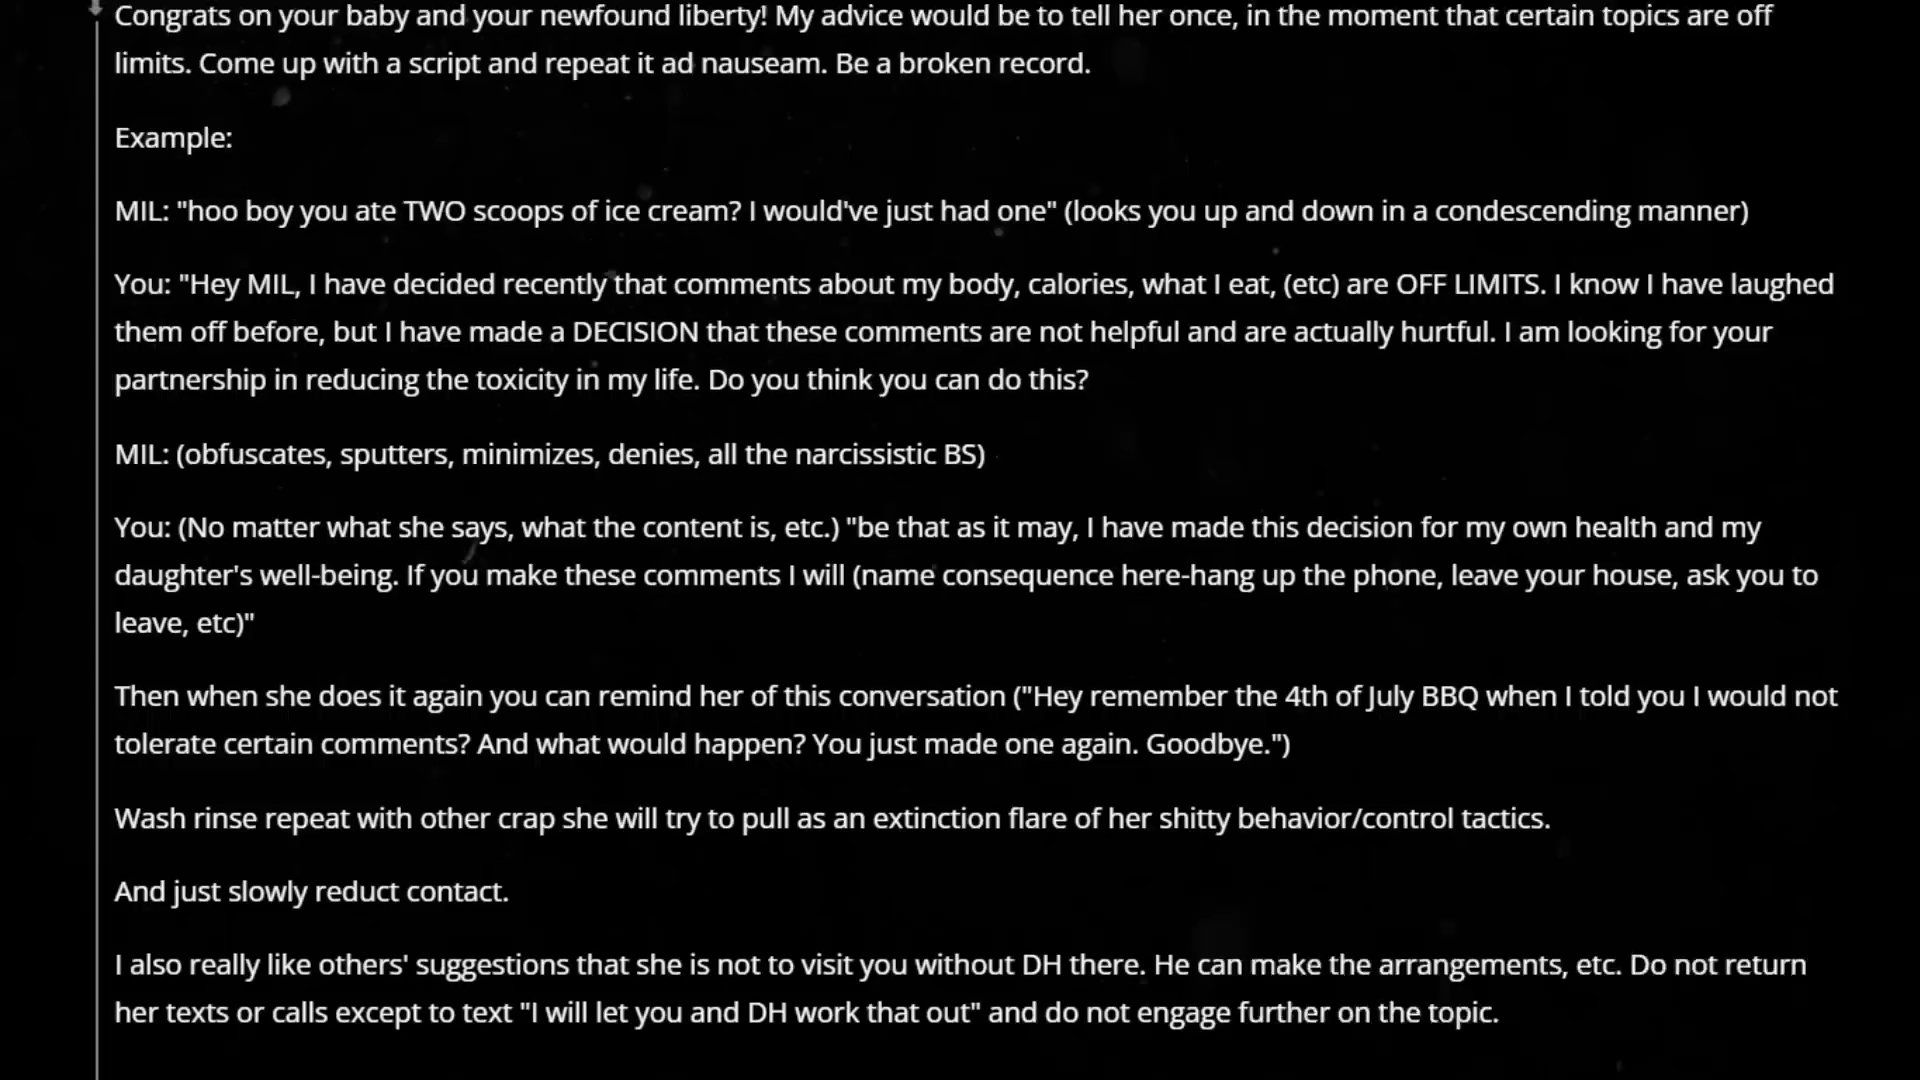 Congrats on your baby and your newfound liberty! My advice would be to tell her once, in the moment that certain topics are off
limits. Come up with a script and repeat it ad nauseam. Be a broken record.
Example:
MIL: "hoo boy you ate TWO scoops of ice cream? I would've just had one" (looks you up and down in a condescending manner)
You: "Hey MIL, I have decided recently that comments about my body, calories, what I eat, (etc) are OFF LIMITS. I know I have laughed
them off before, but I have made a DECISION that these comments are not helpful and are actually hurtful. I am looking for your
partnership in reducing the toxicity in my life. Do you think you can do this?
MIL: (obfuscates, sputters, minimizes, denies, all the narcissistic BS)
You: (No matter what she says, what the content is, etc.) "be that as it may, I have made this decision for my own health and my
daughter's well-being. If you make these comments I will (name consequence here-hang up the phone, leave your house, ask you to
leave, etc)"
Then when she does it again you can remind her of this conversation ("Hey remember the 4th of July BBQ when I told you I would not
tolerate certain comments? And what would happen? You just made one again. Goodbye.")
Wash rinse repeat with other crap she will try to pull as an extinction flare of her shitty behavior/control tactics.
And just slowly reduct contact.
I also really like others' suggestions that she is not to visit you without DH there. He can make the arrangements, etc. Do not return
her texts or calls except to text "I will let you and DH work that out" and do not engage further on the topic.